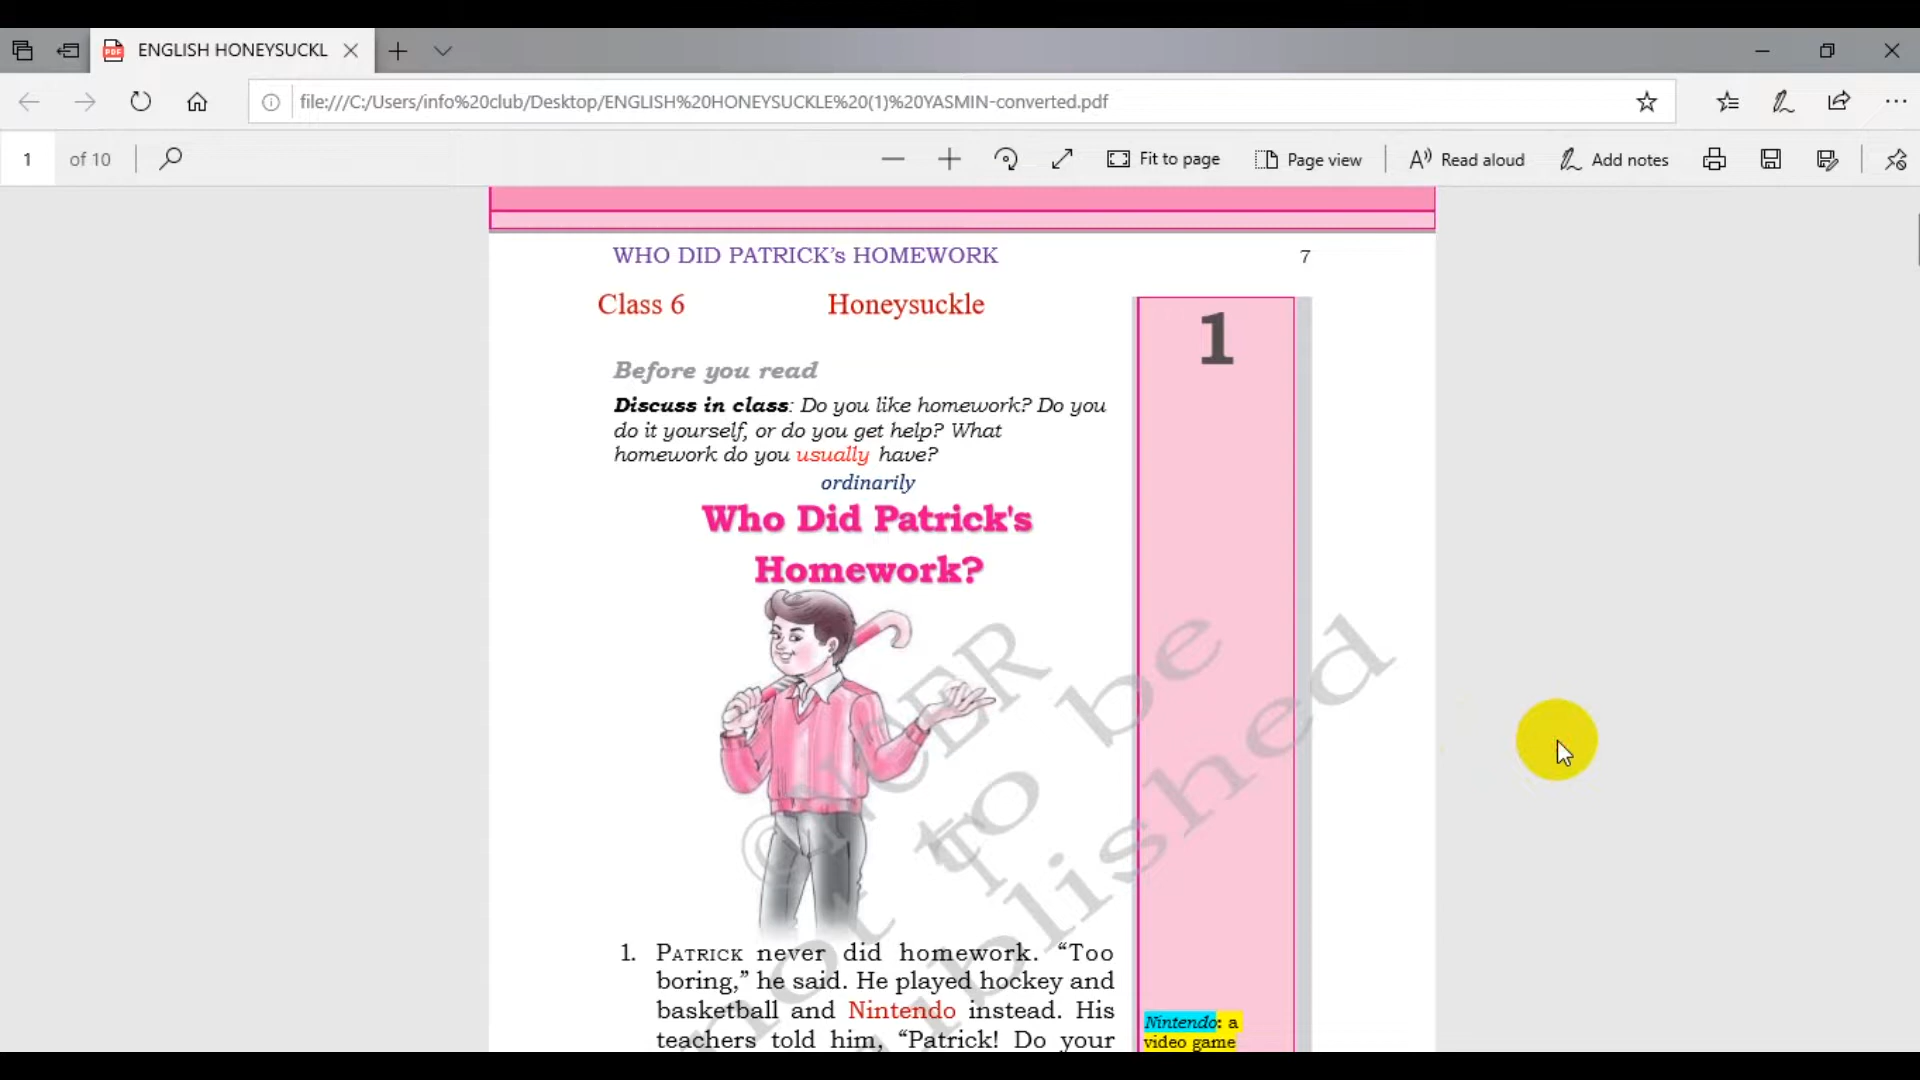 ENGLISH HONEYSUCKL
file:///C:/Users/info%20club/Desktop/ENGLISH%20HONEYSUCKLE%20(1)%20YASMIN-converted.pdf
1 of 10
Fit to page
Page view
Read aloud
Add notes
WHO DID PATRICK's HOMEWORK 7
Class 6 Honeysuckle
1
Before you read
Discuss in class: Do you like homework? Do you
do it yourself, or do you get help? What
homework do you usually have?
ordinarily
Who Did Patrick's
Homework?
1. PATRICK never did homework. “Too
boring,” he said. He played hockey and
basketball and Nintendo instead. His
teachers told him, “Patrick! Do your
Nintendo: a
video game
not to be